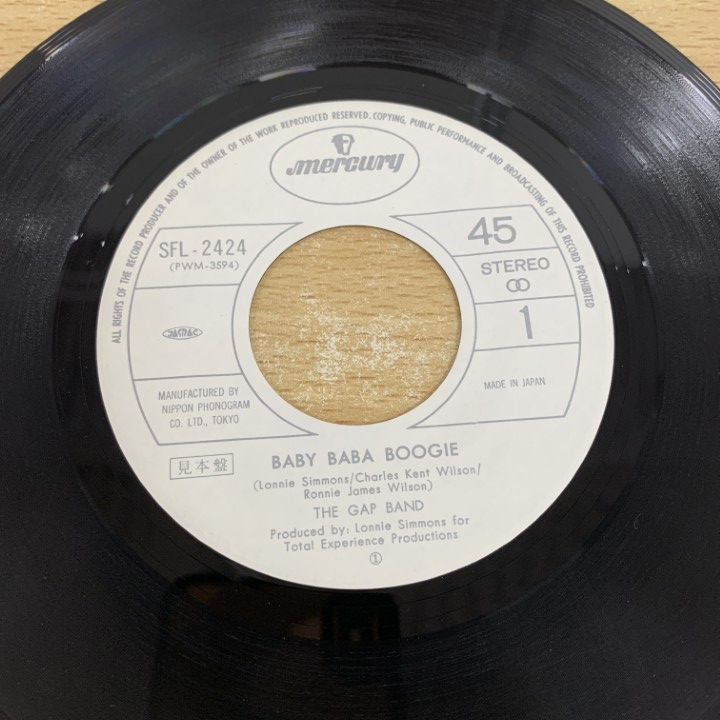 ALL RIGHTS OF THE RECORD PRODUCER AND OF THE OWNER OF THE WORK REPRODUCED RESERVED. COPYING, PUBLIC PERFORMANCE AND BROADCASTING OF THIS RECORD PROHIBITED
mercury
SFL-2424
(PWM-3594)
45
STEREO
1
MANUFACTURED BY
NIPPON PHONOGRAM
CO. LTD., TOKYO
MADE IN JAPAN
見本盤
BABY BABA BOOGIE
(Lonnie Simmons/Charles Kent Wilson/
Ronnie James Wilson)
THE GAP BAND
Produced by: Lonnie Simmons for
Total Experience Productions
①